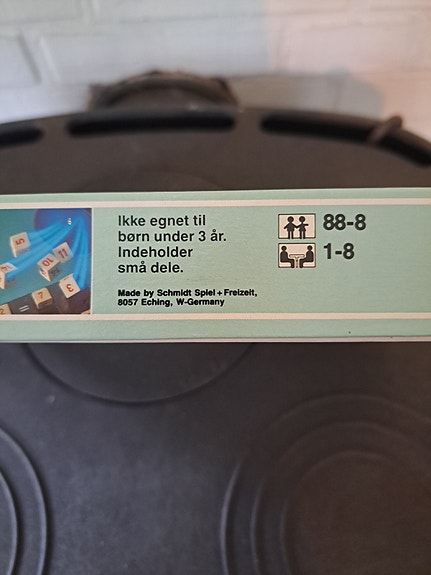 Ikke egnet til
børn under 3 år.
Indeholder
små dele.
Made by Schmidt Spiel + Freizeit,
8057 Eching, W-Germany
88-8
1-8